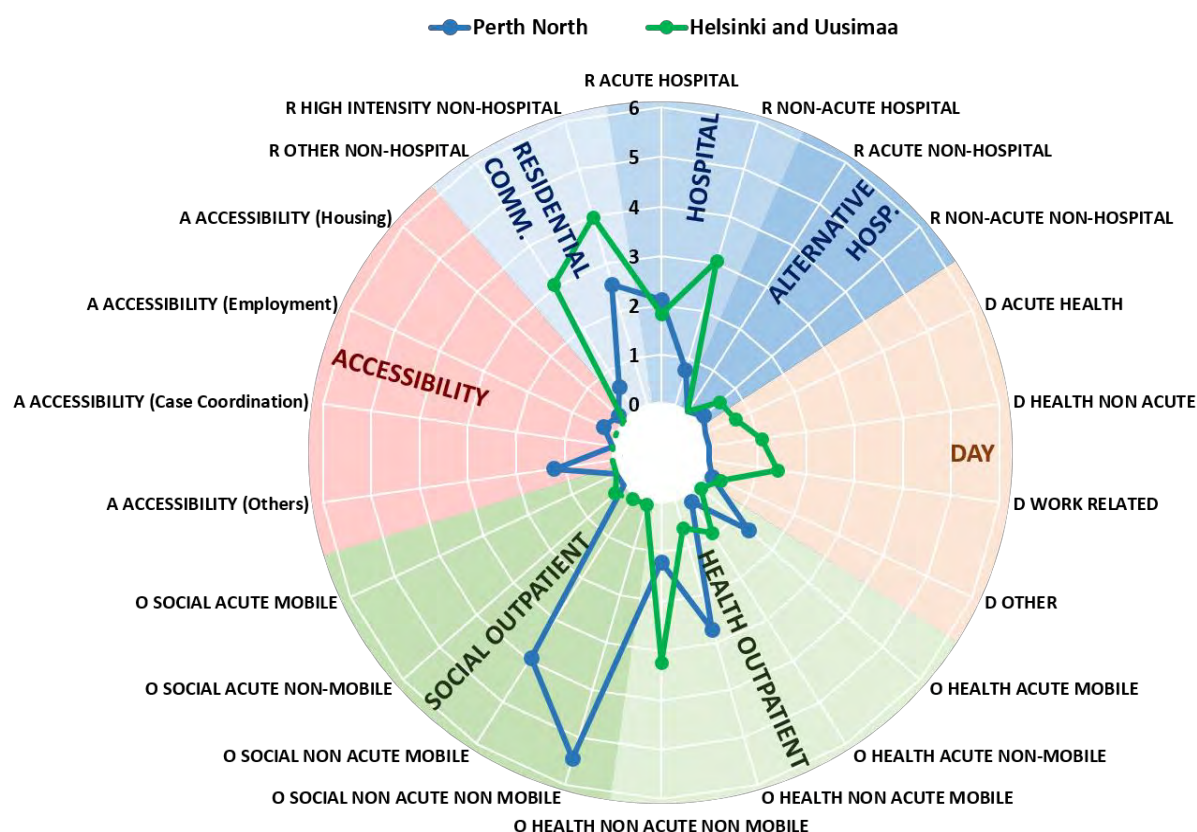 Perth North
Helsinki and Uusimaa
R ACUTE HOSPITAL
R HIGH INTENSITY NON-HOSPITAL
R NON-ACUTE HOSPITAL
R OTHER NON-HOSPITAL
R ACUTE NON-HOSPITAL
A ACCESSIBILITY (Housing)
R NON-ACUTE NON-HOSPITAL
A ACCESSIBILITY (Employment)
D ACUTE HEALTH
A ACCESSIBILITY (Case Coordination)
D HEALTH NON ACUTE
A ACCESSIBILITY (Others)
D WORK RELATED
O SOCIAL ACUTE MOBILE
D OTHER
O SOCIAL ACUTE NON-MOBILE
O HEALTH ACUTE MOBILE
O SOCIAL NON ACUTE MOBILE
O HEALTH ACUTE NON-MOBILE
O SOCIAL NON ACUTE NON MOBILE
O HEALTH NON ACUTE MOBILE
O HEALTH NON ACUTE NON MOBILE
6
5
4
3
2
1
0
RESIDENTIAL
COMM.
HOSPITAL
ALTERNATIVE
HOSP.
ACCESSIBILITY
DAY
SOCIAL OUTPATIENT
HEALTH OUTPATIENT